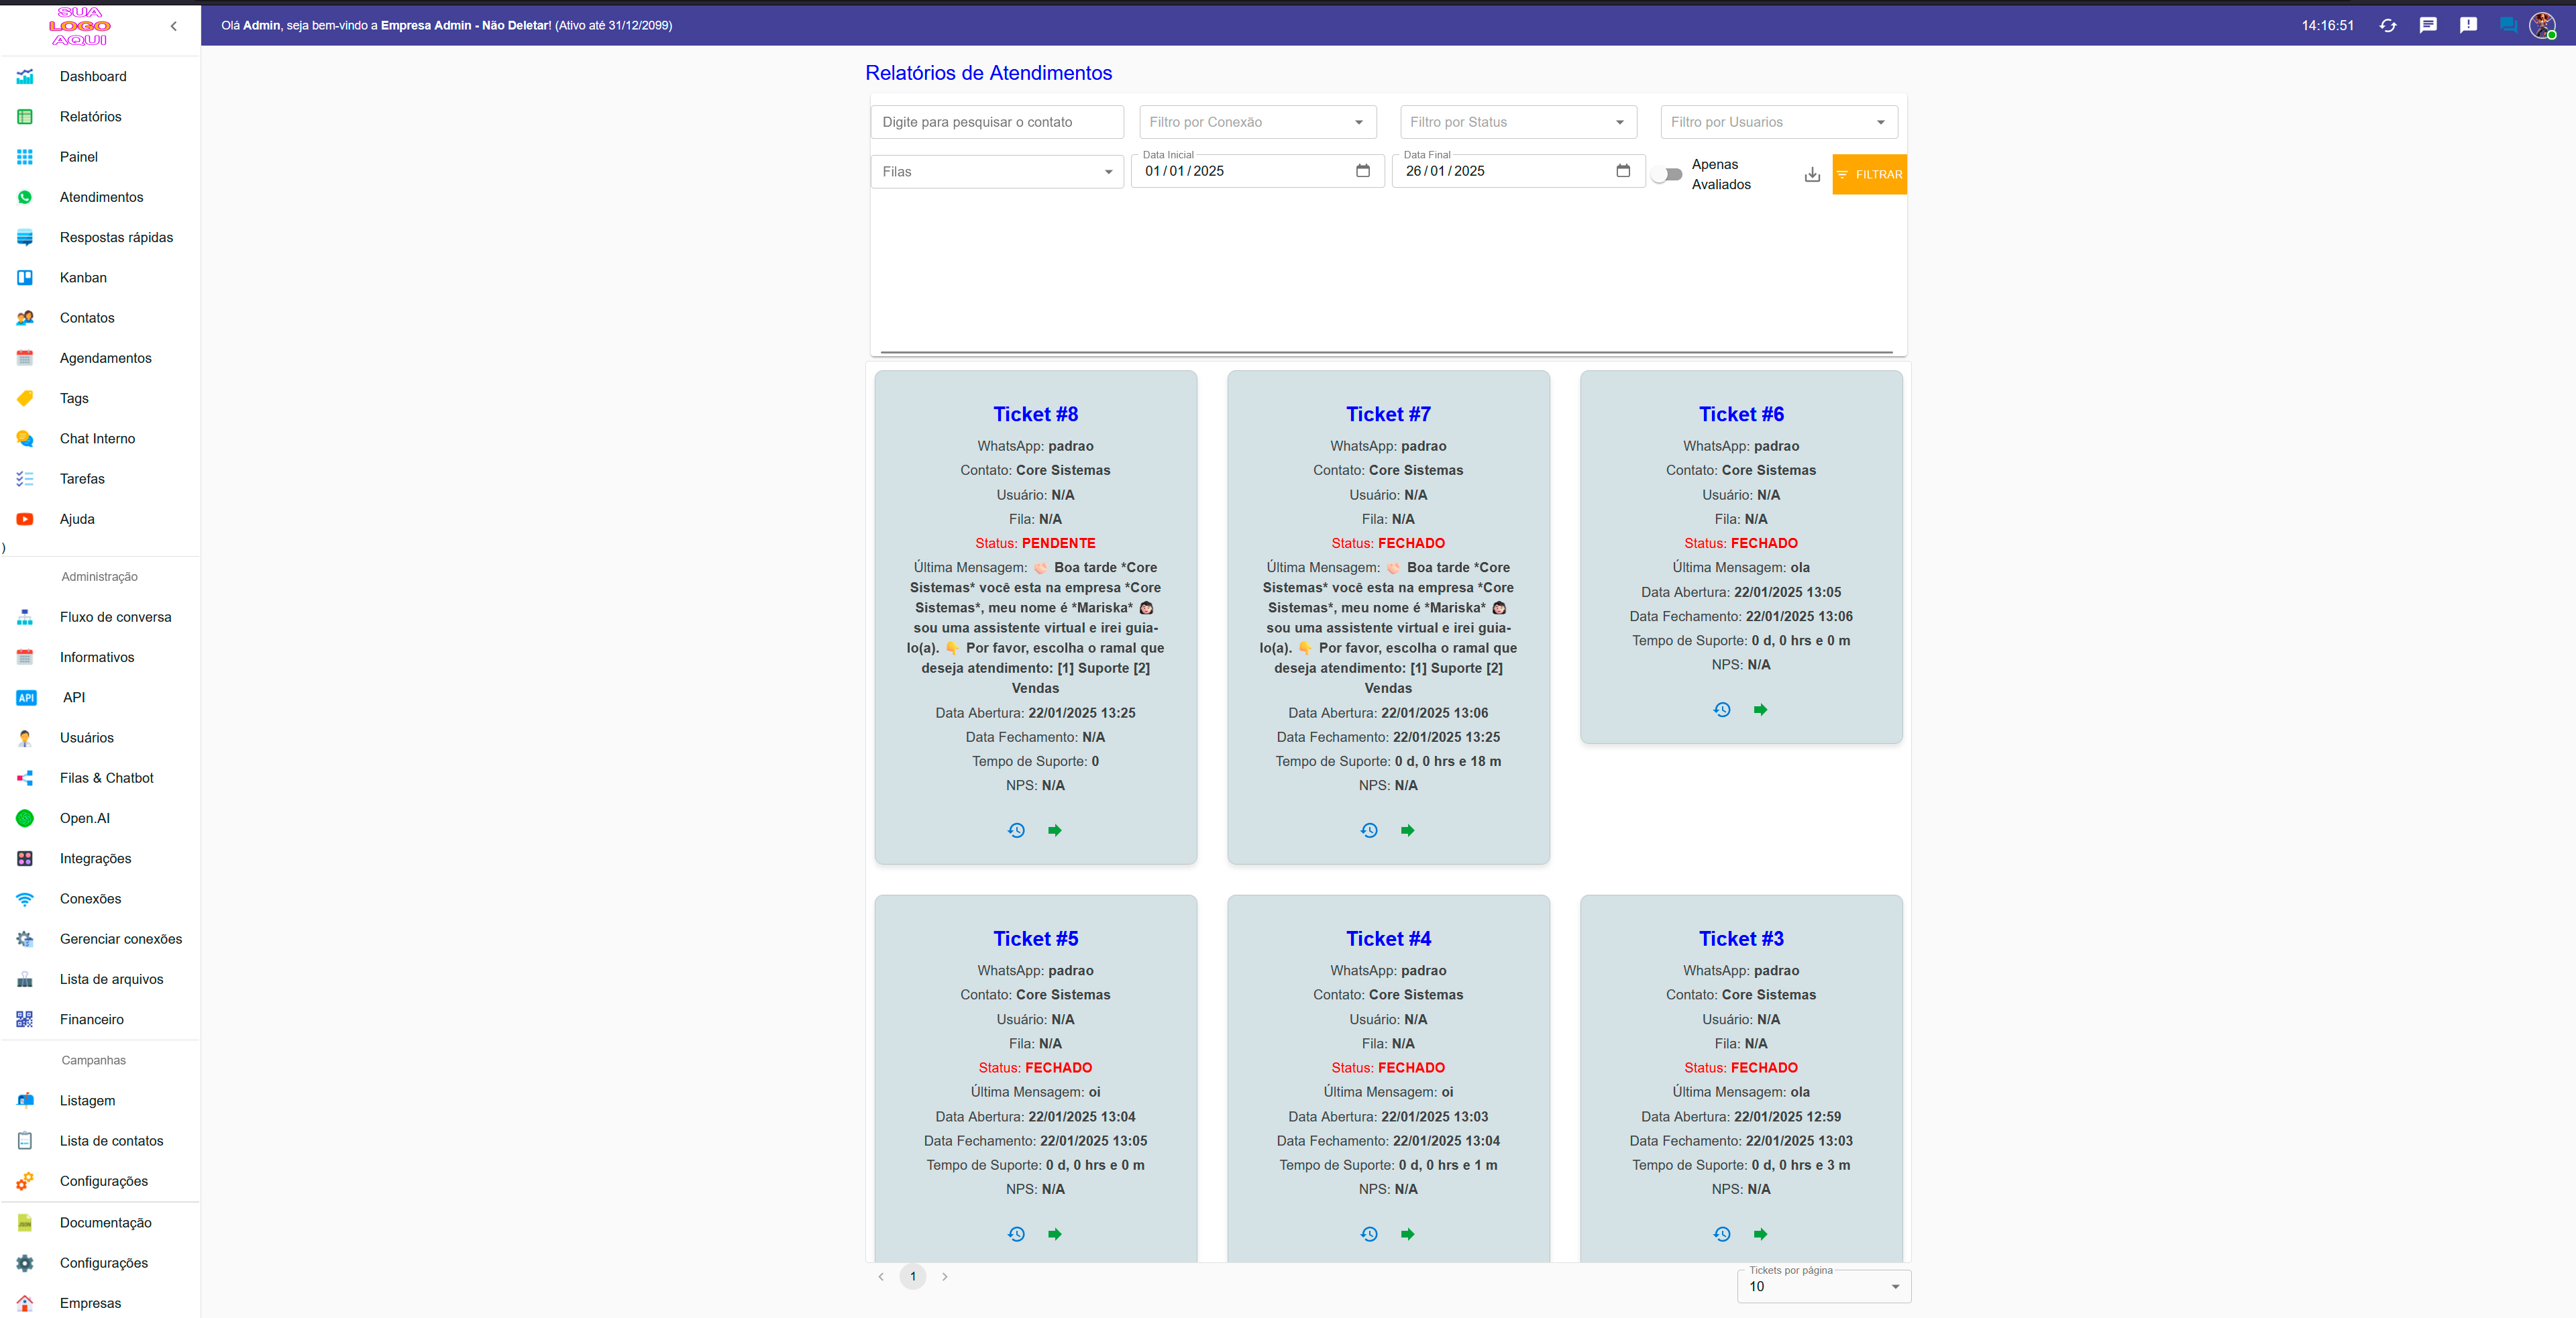 SUA
LOGO
AQUI
Olá Admin, seja bem-vindo a Empresa Admin - Não Deletar! (Ativo até 31/12/2099)
14:16:51
Dashboard
Relatórios
Painel
Atendimentos
Respostas rápidas
Kanban
Contatos
Agendamentos
Tags
Chat Interno
Tarefas
Ajuda
)
Administração
Fluxo de conversa
Informativos
API API
Usuários
Filas & Chatbot
Open.AI
Integrações
Conexões
Gerenciar conexões
Lista de arquivos
Financeiro
Campanhas
Listagem
Lista de contatos
Configurações
Documentação
Configurações
Empresas
Relatórios de Atendimentos
Digite para pesquisar o contato
Filtro por Conexão
Filtro por Status
Filtro por Usuarios
Filas
Data Inicial
01/01/2025
Data Final
26/01/2025
Apenas
Avaliados
FILTRAR
Ticket #8
WhatsApp: padrao
Contato: Core Sistemas
Usuário: N/A
Fila: N/A
Status: PENDENTE
Última Mensagem: 🤝🏻 Boa tarde *Core
Sistemas* você esta na empresa *Core
Sistemas*, meu nome é *Mariska* 👩🏻
sou uma assistente virtual e irei guia-
lo(a). 👇 Por favor, escolha o ramal que
deseja atendimento: [1] Suporte [2]
Vendas
Data Abertura: 22/01/2025 13:25
Data Fechamento: N/A
Tempo de Suporte: 0
NPS: N/A
Ticket #7
WhatsApp: padrao
Contato: Core Sistemas
Usuário: N/A
Fila: N/A
Status: FECHADO
Última Mensagem: 🤝🏻 Boa tarde *Core
Sistemas* você esta na empresa *Core
Sistemas*, meu nome é *Mariska* 👩🏻
sou uma assistente virtual e irei guia-
lo(a). 👇 Por favor, escolha o ramal que
deseja atendimento: [1] Suporte [2]
Vendas
Data Abertura: 22/01/2025 13:06
Data Fechamento: 22/01/2025 13:25
Tempo de Suporte: 0 d, 0 hrs e 18 m
NPS: N/A
Ticket #6
WhatsApp: padrao
Contato: Core Sistemas
Usuário: N/A
Fila: N/A
Status: FECHADO
Última Mensagem: ola
Data Abertura: 22/01/2025 13:05
Data Fechamento: 22/01/2025 13:06
Tempo de Suporte: 0 d, 0 hrs e 0 m
NPS: N/A
Ticket #5
WhatsApp: padrao
Contato: Core Sistemas
Usuário: N/A
Fila: N/A
Status: FECHADO
Última Mensagem: oi
Data Abertura: 22/01/2025 13:04
Data Fechamento: 22/01/2025 13:05
Tempo de Suporte: 0 d, 0 hrs e 0 m
NPS: N/A
Ticket #4
WhatsApp: padrao
Contato: Core Sistemas
Usuário: N/A
Fila: N/A
Status: FECHADO
Última Mensagem: oi
Data Abertura: 22/01/2025 13:03
Data Fechamento: 22/01/2025 13:04
Tempo de Suporte: 0 d, 0 hrs e 1 m
NPS: N/A
Ticket #3
WhatsApp: padrao
Contato: Core Sistemas
Usuário: N/A
Fila: N/A
Status: FECHADO
Última Mensagem: ola
Data Abertura: 22/01/2025 12:59
Data Fechamento: 22/01/2025 13:03
Tempo de Suporte: 0 d, 0 hrs e 3 m
NPS: N/A
1
Tickets por página
10